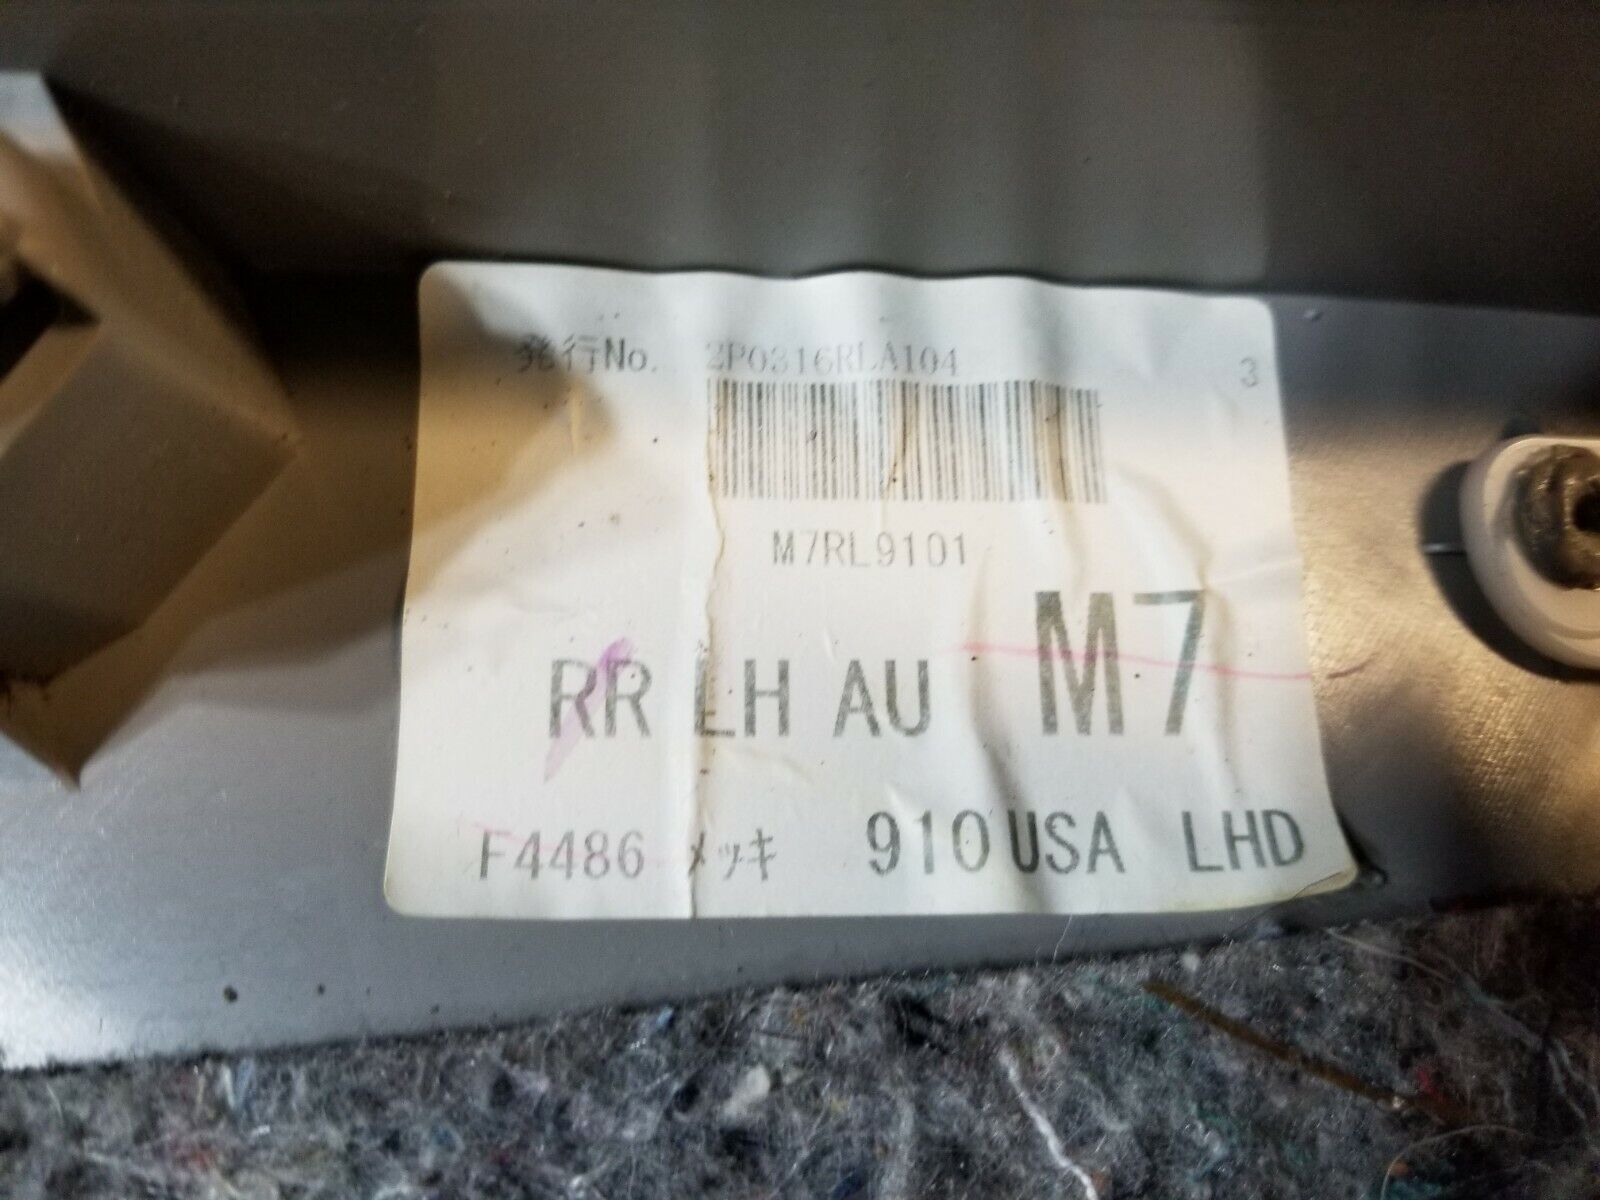 発行No. 2P0316RLA104 3
M7RL9101
RR LH AU M7
F4486 メッキ 910 USA LHD